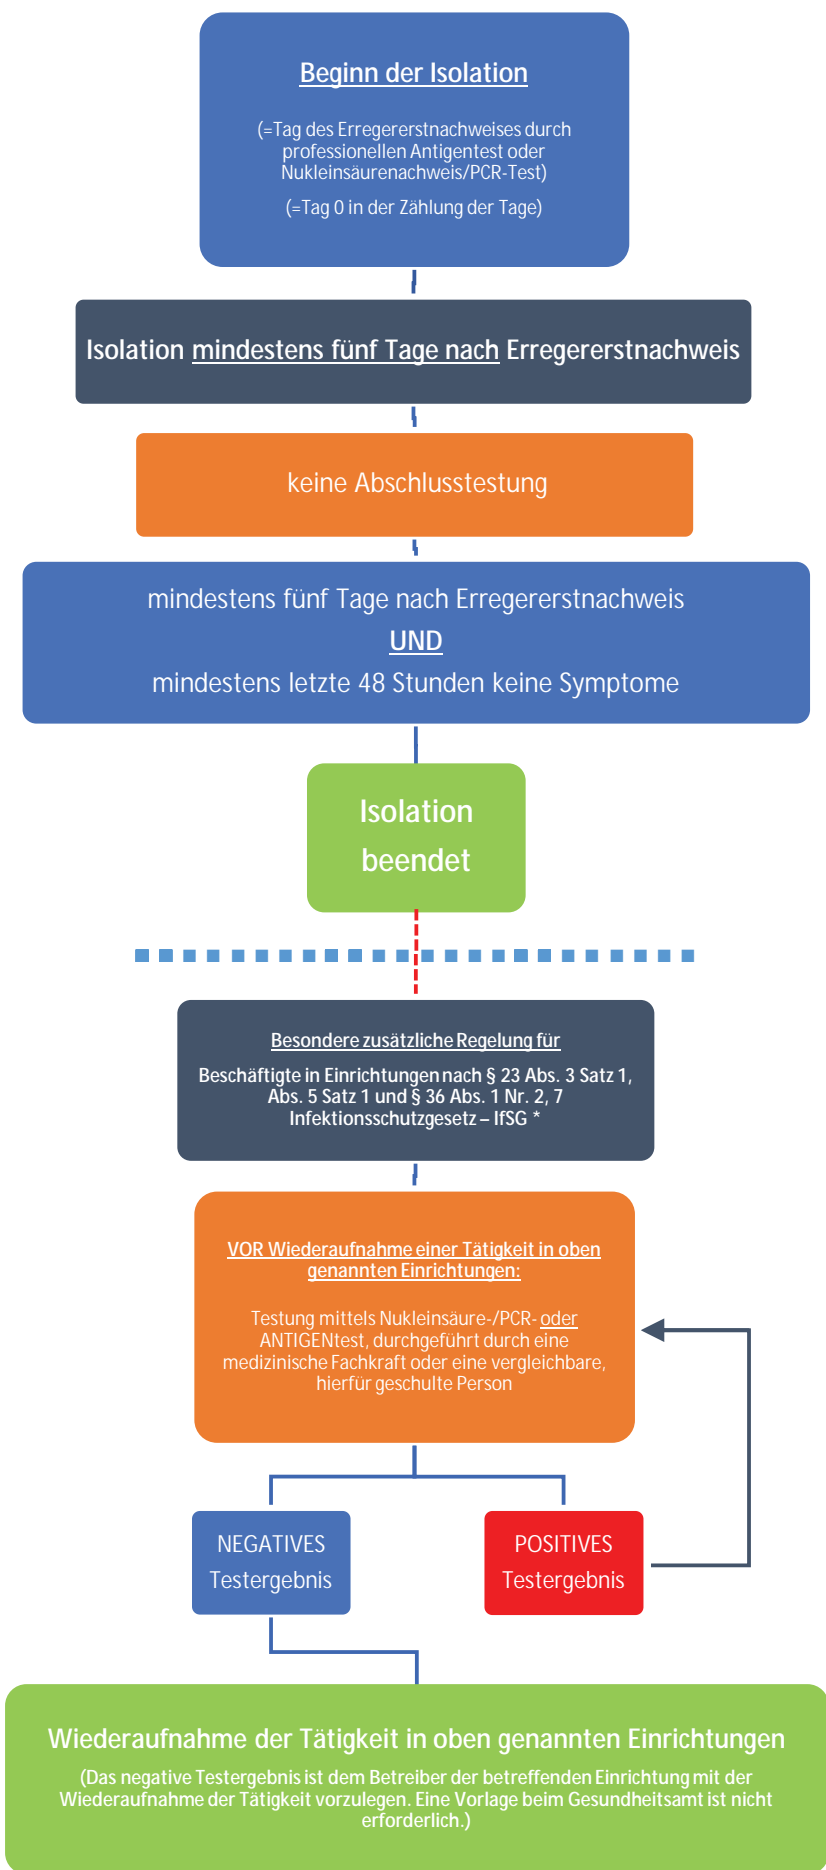 Beginn der Isolation
(=Tag des Erregererstnachweises durch
professionellen Antigentest oder
Nukleinsäurenachweis/PCR-Test)
(=Tag 0 in der Zählung der Tage)
Isolation mindestens fünf Tage nach Erregererstnachweis
keine Abschlusstestung
mindestens fünf Tage nach Erregererstnachweis
UND
mindestens letzte 48 Stunden keine Symptome
Isolation
beendet
Besondere zusätzliche Regelung für
Beschäftigte in Einrichtungen nach § 23 Abs. 3 Satz 1,
Abs. 5 Satz 1 und § 36 Abs. 1 Nr. 2, 7
Infektionsschutzgesetz – IfSG *
VOR Wiederaufnahme einer Tätigkeit in oben
genannten Einrichtungen:
Testung mittels Nukleinsäure-/PCR- oder
ANTIGENtest, durchgeführt durch eine
medizinische Fachkraft oder eine vergleichbare,
hierfür geschulte Person
NEGATIVES
Testergebnis
POSITIVES
Testergebnis
Wiederaufnahme der Tätigkeit in oben genannten Einrichtungen
(Das negative Testergebnis ist dem Betreiber der betreffenden Einrichtung mit der
Wiederaufnahme der Tätigkeit vorzulegen. Eine Vorlage beim Gesundheitsamt ist nicht
erforderlich.)